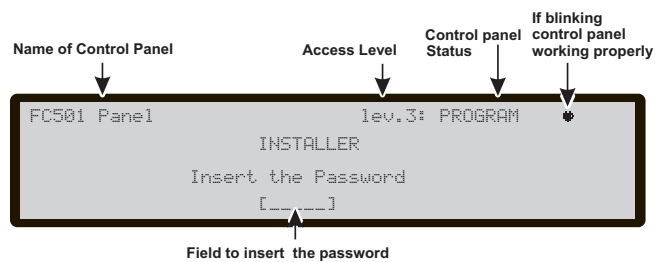 If blinking
control panel
working properly
Control panel
Status
Name of Control Panel
Access Level
FC501 Panel lev.3: PROGRAM
INSTALLER
Insert the Password
[_____]
Field to insert the password